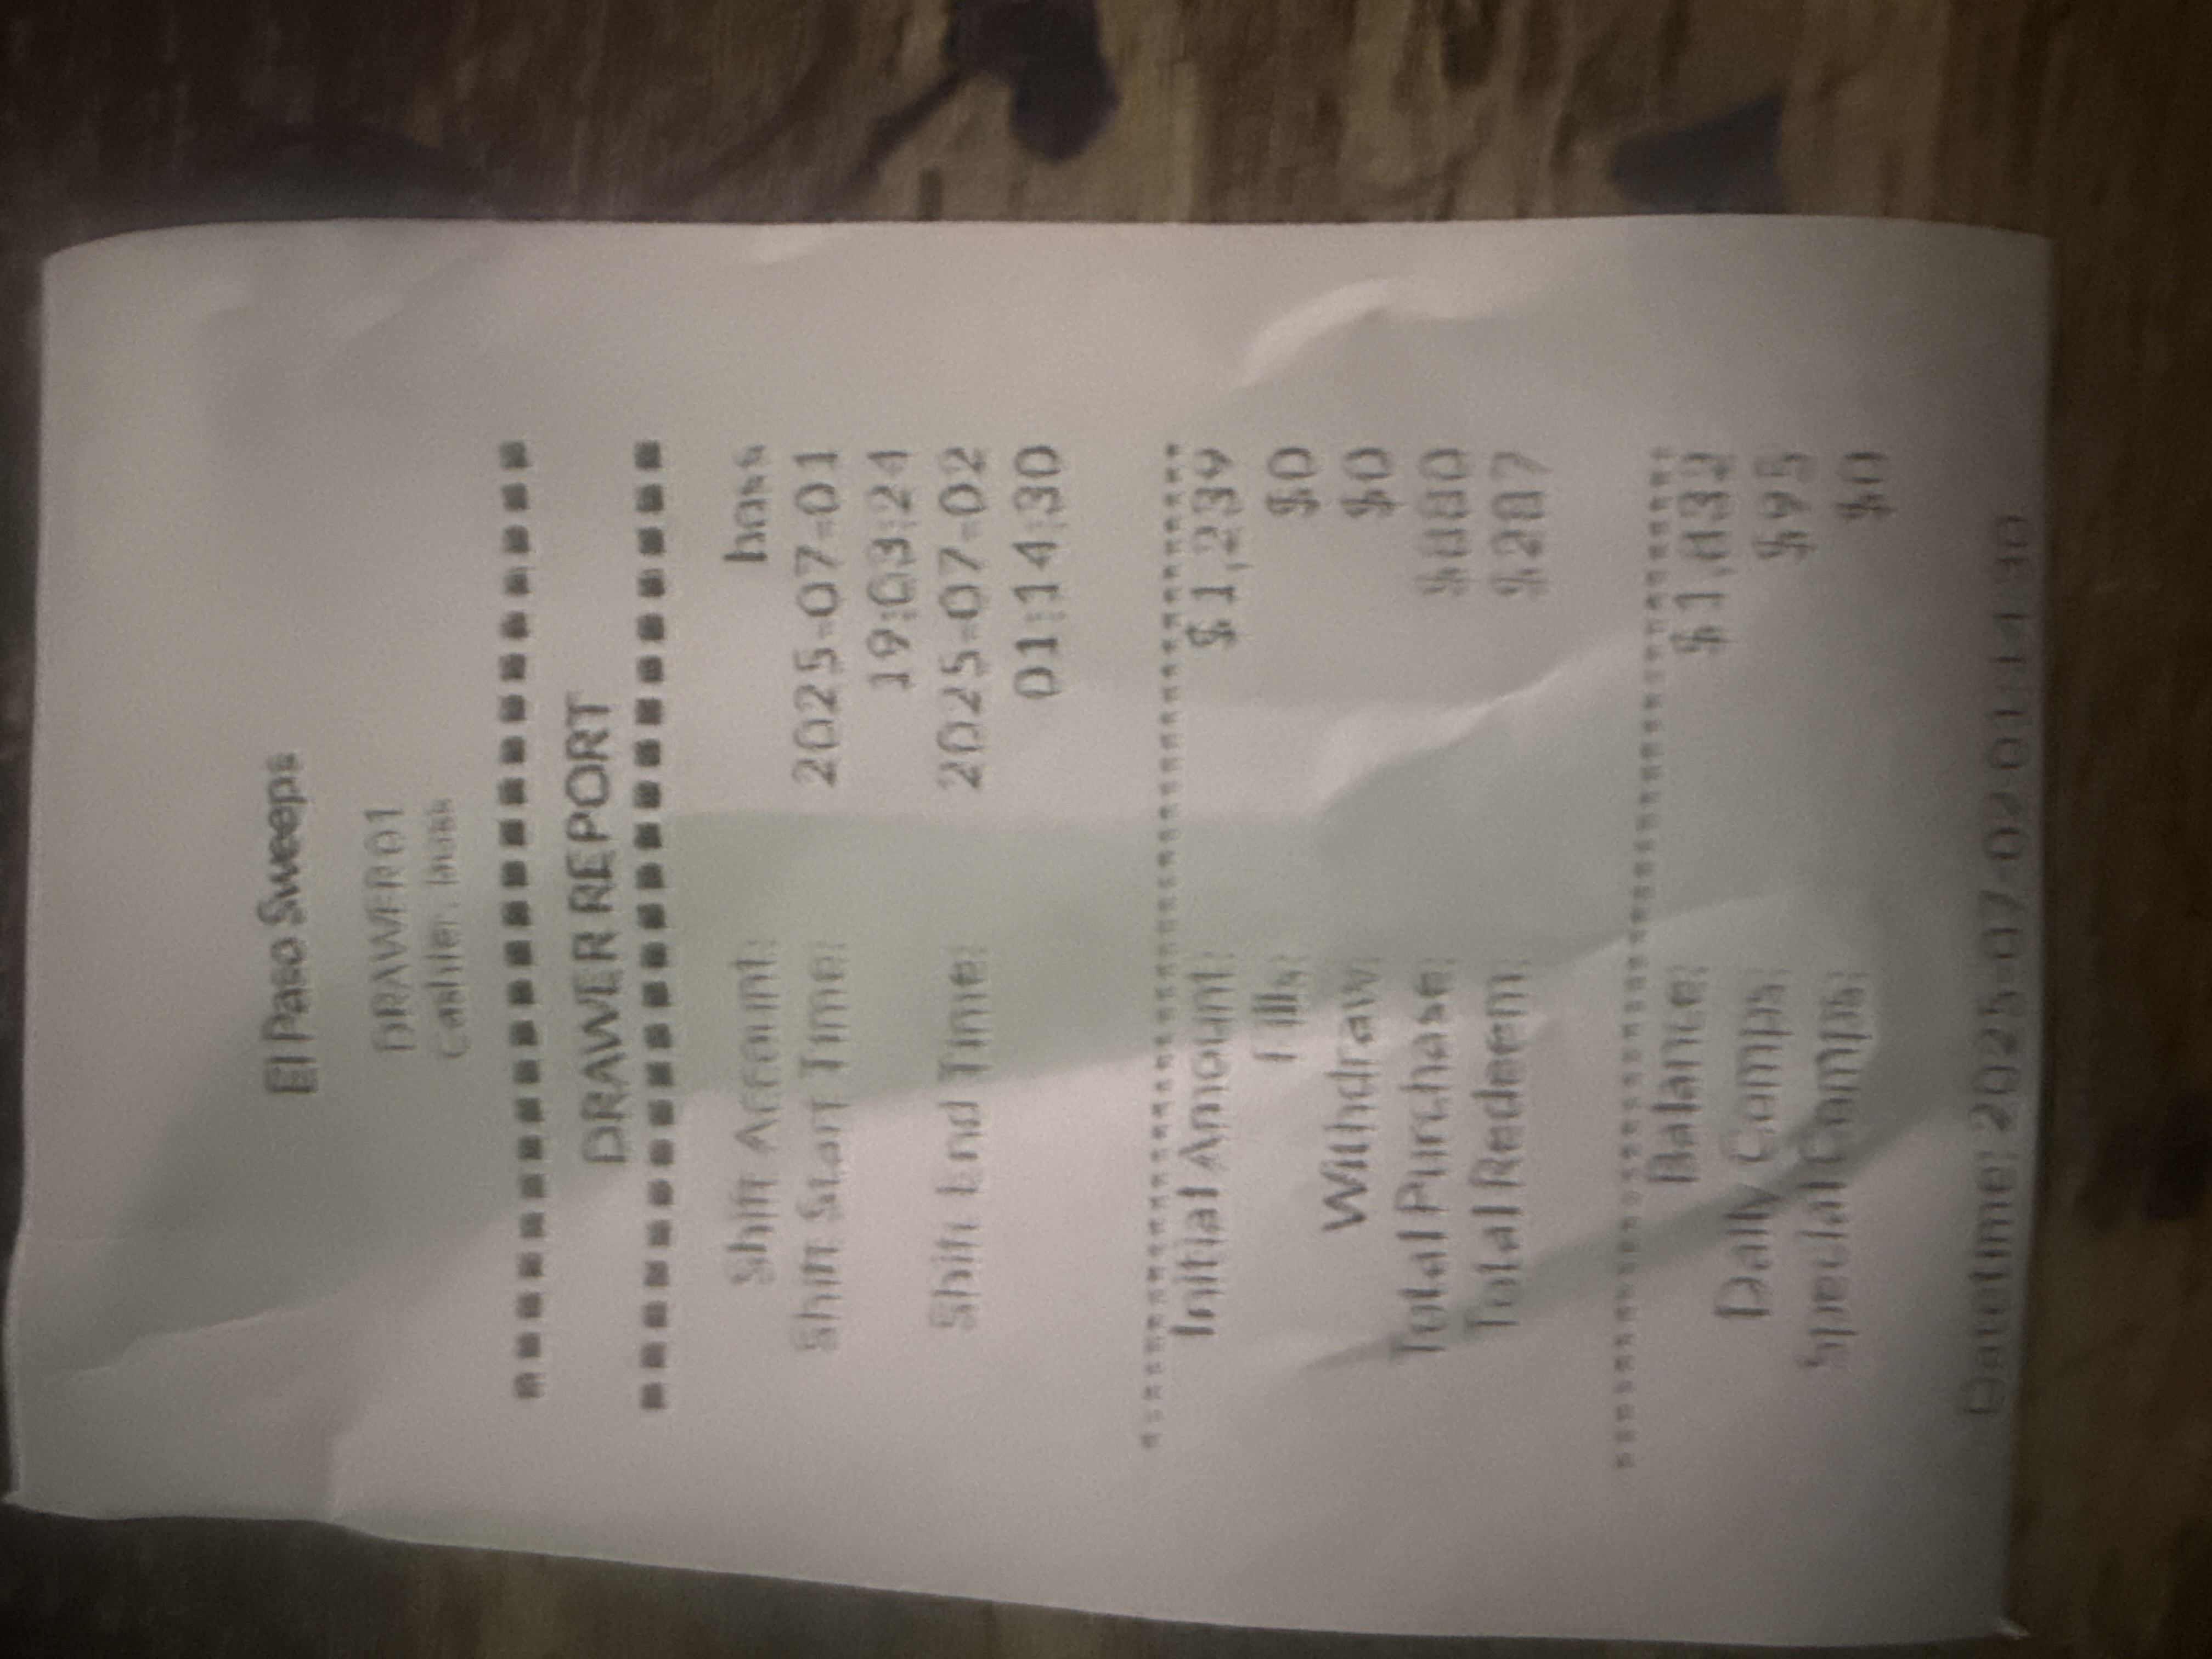 El Paso Sweeps
DRAWER01
Cashier: boss
DRAWER REPORT
Shift Account: boss
Shift Start Time: 2025-07-01
19:03:24
Shift End Time: 2025-07-02
01:14:30
Initial Amount: $1,239
Fills: $0
Withdraw: $0
Total Purchase: $880
Total Redeem: $287
Balance: $1,832
Daily Comps: $95
Special Comps: $0
Datetime: 2025-07-02 01:14:30